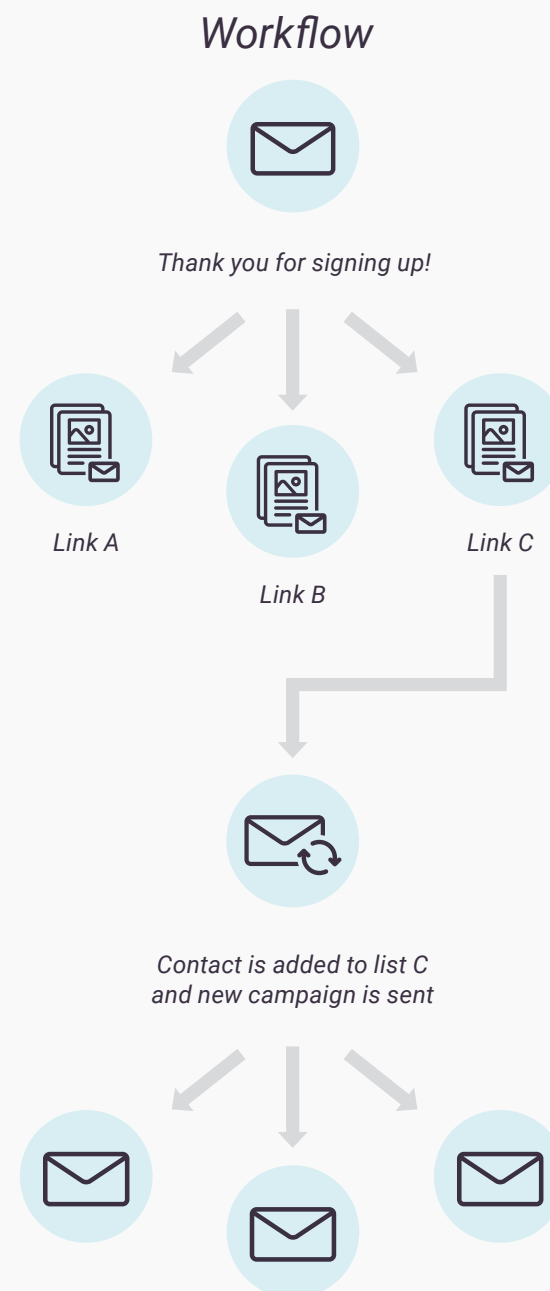 Workflow
Thank you for signing up!
Link A
Link B
Link C
Contact is added to list C
and new campaign is sent